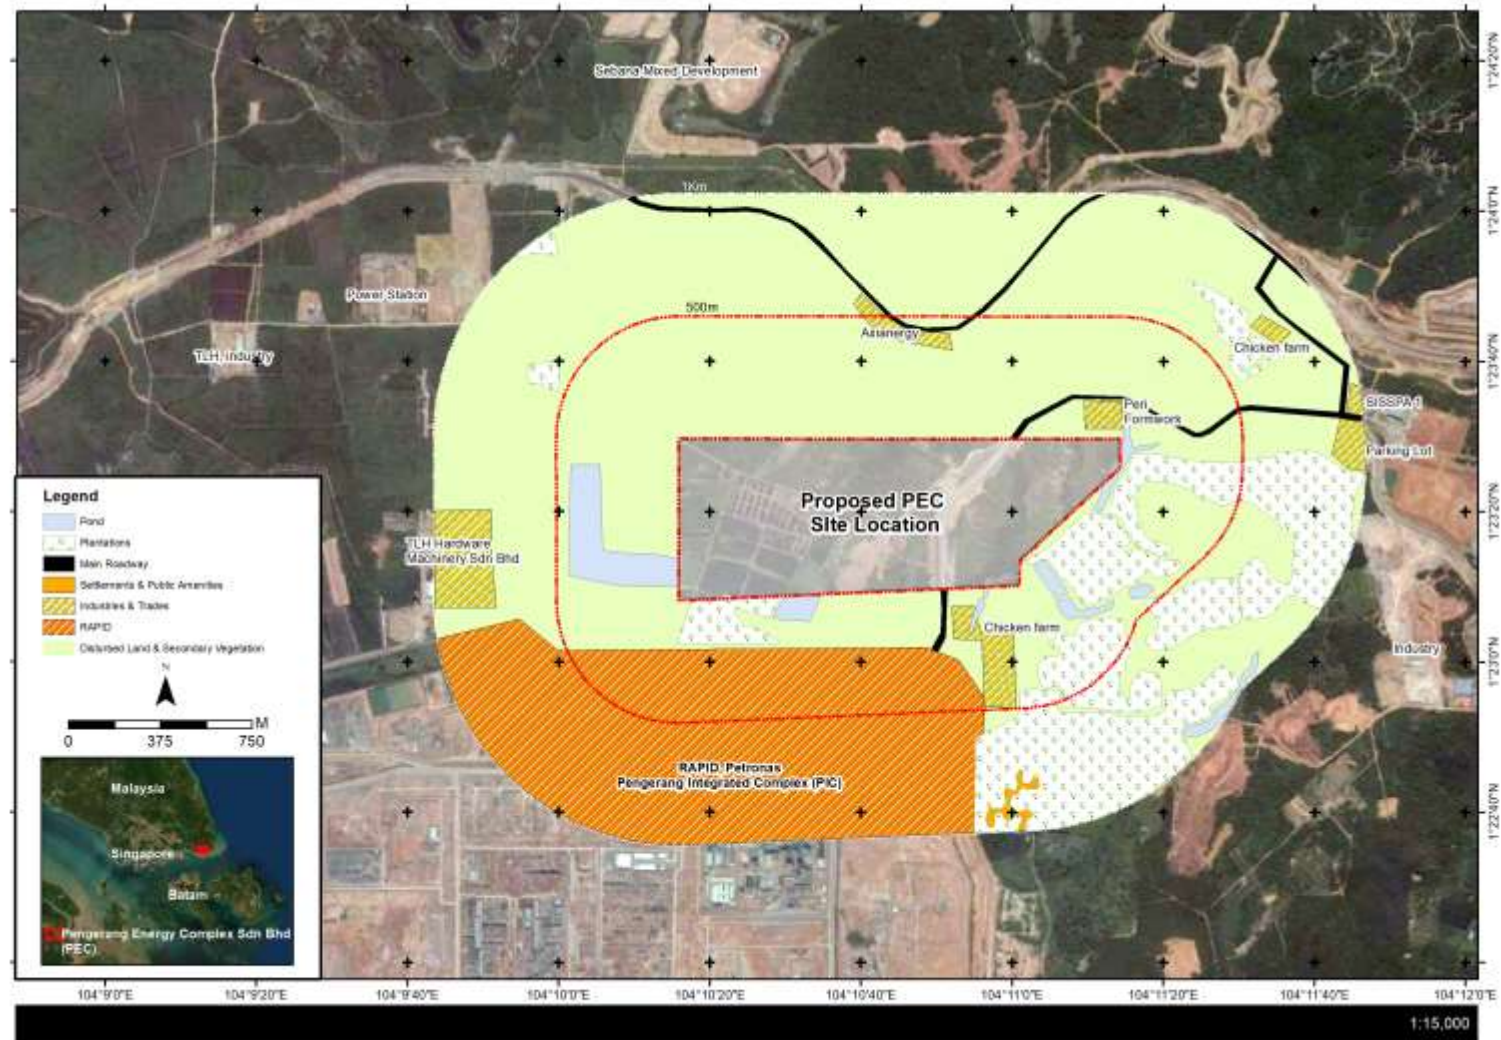 Sebana Mixed Development
1Km
500m
Power Station
TLH, Industry
Asianergy
Chicken farm
Peri
Formwork
SISSPA 1
Parking Lot
Proposed PEC
SIte Location
TLH Hardware
Machinery Sdn Bhd
Chicken farm
Industry
RAPID, Petronas
Pengerang Integrated Complex (PIC)
Legend
Pond
Plantations
Main Roadway
Settlements & Public Amenities
Industries & Trades
RAPID
Disturbed Land & Secondary Vegetation
N
M
0 375 750
Malaysia
Singapore
Batam
Pengerang Energy Complex Sdn Bhd
(PEC)
1°24'20"N
1°24'0"N
1°23'40"N
1°23'20"N
1°23'0"N
1°22'40"N
104°9'0"E 104°9'20"E 104°9'40"E 104°10'0"E 104°10'20"E 104°10'40"E 104°11'0"E 104°11'20"E 104°11'40"E 104°12'0"E
1:15,000